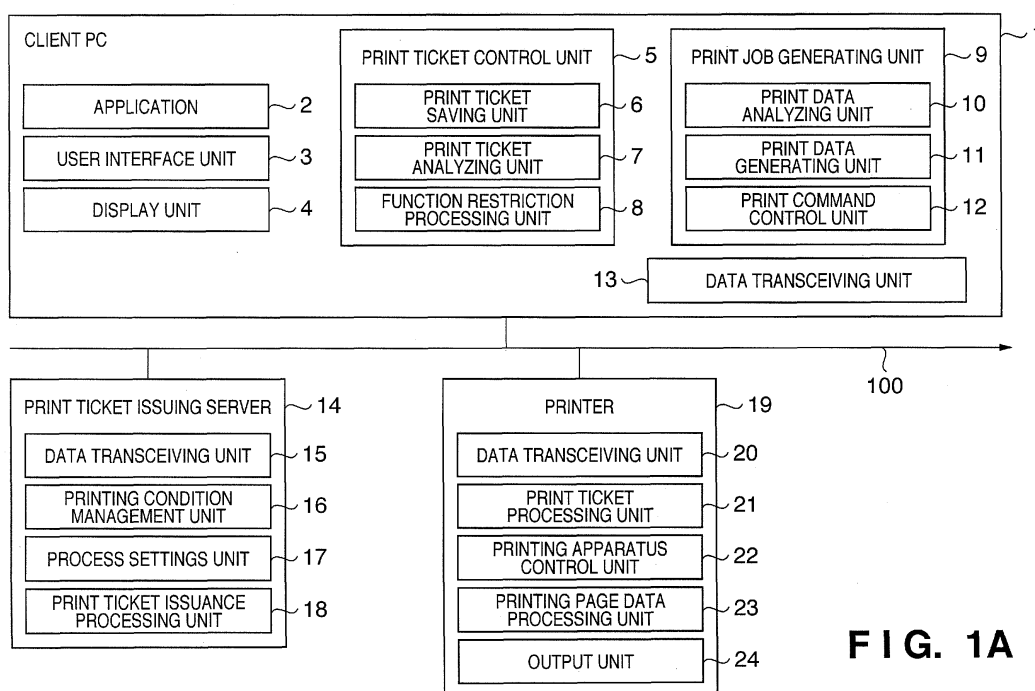 CLIENT PC
APPLICATION
2
USER INTERFACE UNIT
3
DISPLAY UNIT
4
PRINT TICKET CONTROL UNIT
5
PRINT TICKET
SAVING UNIT
6
PRINT TICKET
ANALYZING UNIT
7
FUNCTION RESTRICTION
PROCESSING UNIT
8
PRINT JOB GENERATING UNIT
9
PRINT DATA
ANALYZING UNIT
10
PRINT DATA
GENERATING UNIT
11
PRINT COMMAND
CONTROL UNIT
12
13
DATA TRANSCEIVING UNIT
100
PRINT TICKET ISSUING SERVER
14
DATA TRANSCEIVING UNIT
15
PRINTING CONDITION
MANAGEMENT UNIT
16
PROCESS SETTINGS UNIT
17
PRINT TICKET ISSUANCE
PROCESSING UNIT
18
PRINTER
19
DATA TRANSCEIVING UNIT
20
PRINT TICKET
PROCESSING UNIT
21
PRINTING APPARATUS
CONTROL UNIT
22
PRINTING PAGE DATA
PROCESSING UNIT
23
OUTPUT UNIT
24
FIG. 1A